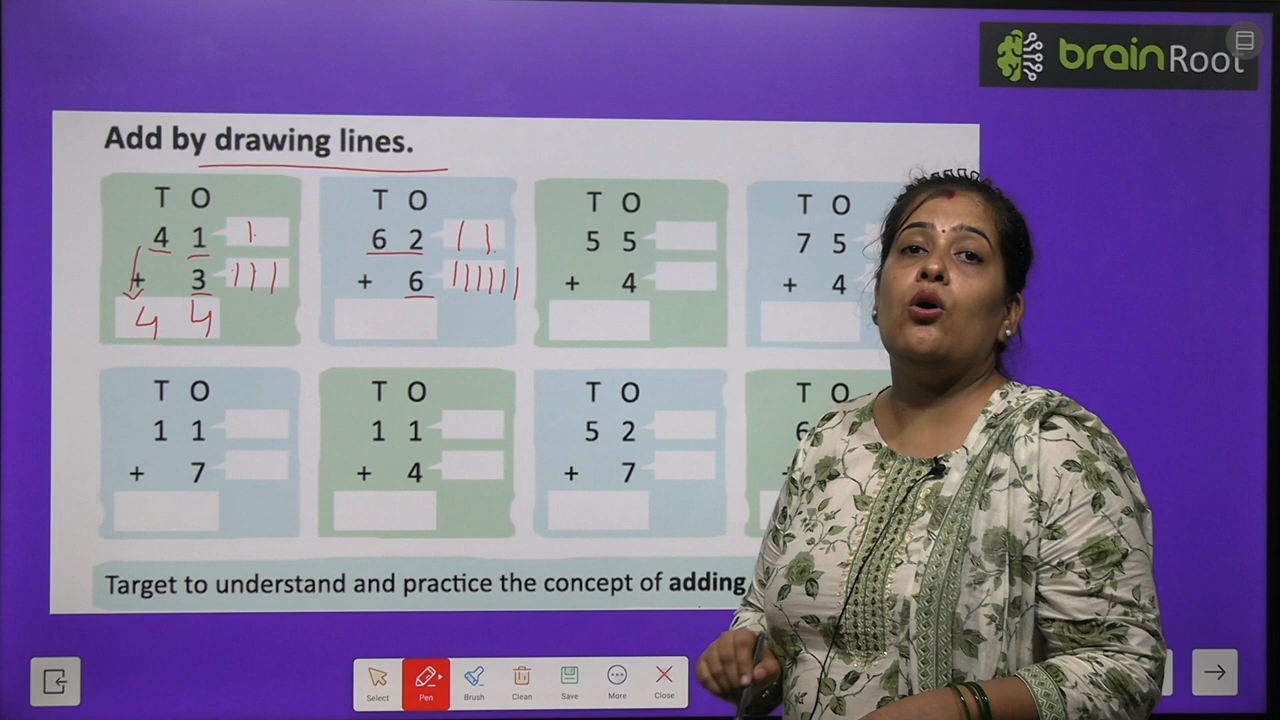 brainRoot
Add by drawing lines.
T O T O T O T O
4 1 | 6 2 || 5 5 7 5
+ 3 ||| + 6 |||||| + 4 + 4
4 4
T O T O T O T O
1 1 1 1 5 2 6
+ 7 + 4 + 7
Target to understand and practice the concept of adding
Select Pen Brush Clean Save More Close